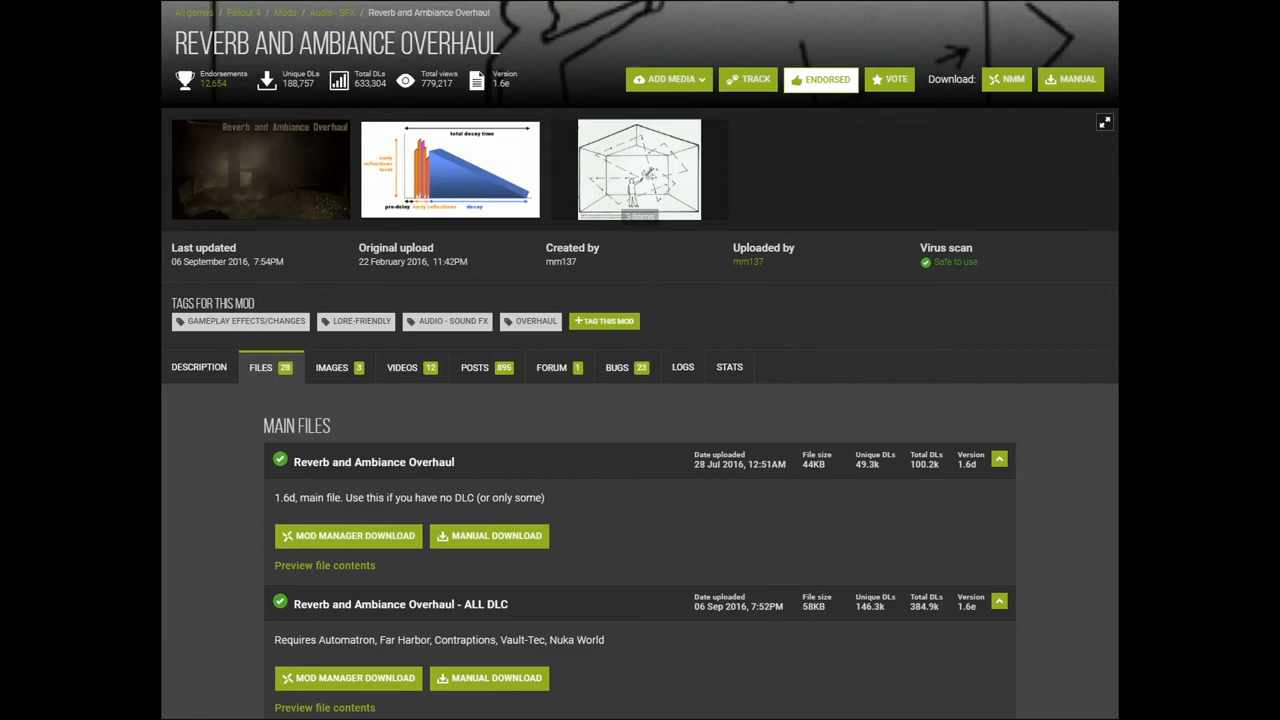 All games / Fallout 4 / Mods / Audio - SFX / Reverb and Ambiance Overhaul
REVERB AND AMBIANCE OVERHAUL
Endorsements 12,654
Unique DLs 188,757
Total DLs 633,304
Total views 779,217
Version 1.6e
ADD MEDIA
TRACK
ENDORSED
VOTE
Download:
NMM
MANUAL
Reverb and Ambiance Overhaul
total decay time
early reflections level
pre-delay early reflections decay
3 items
Last updated
06 September 2016, 7:54PM
Original upload
22 February 2016, 11:42PM
Created by
mm137
Uploaded by
mm137
Virus scan
Safe to use
TAGS FOR THIS MOD
GAMEPLAY EFFECTS/CHANGES
LORE-FRIENDLY
AUDIO - SOUND FX
OVERHAUL
+TAG THIS MOD
DESCRIPTION
FILES 28
IMAGES 3
VIDEOS 12
POSTS 895
FORUM 1
BUGS 23
LOGS
STATS
MAIN FILES
Reverb and Ambiance Overhaul
Date uploaded 28 Jul 2016, 12:51AM
File size 44KB
Unique DLs 49.3k
Total DLs 100.2k
Version 1.6d
1.6d, main file. Use this if you have no DLC (or only some)
MOD MANAGER DOWNLOAD
MANUAL DOWNLOAD
Preview file contents
Reverb and Ambiance Overhaul - ALL DLC
Date uploaded 06 Sep 2016, 7:52PM
File size 58KB
Unique DLs 146.3k
Total DLs 384.9k
Version 1.6e
Requires Automatron, Far Harbor, Contraptions, Vault-Tec, Nuka World
MOD MANAGER DOWNLOAD
MANUAL DOWNLOAD
Preview file contents